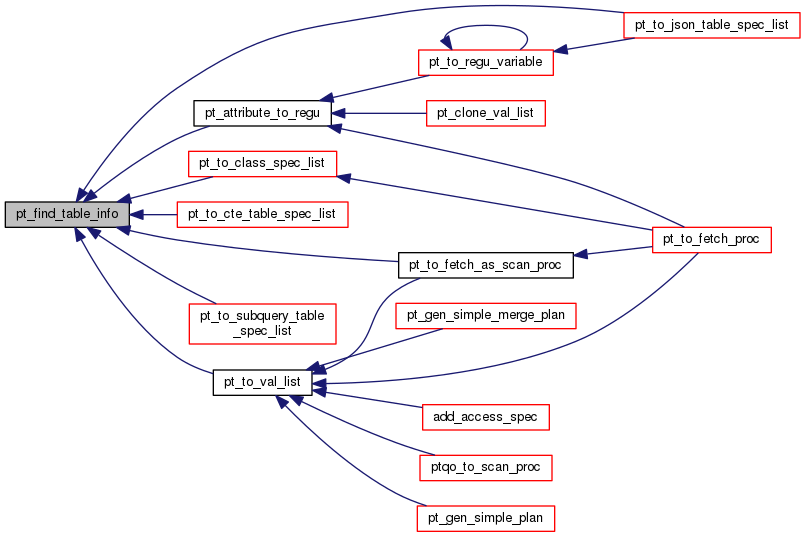 pt_to_json_table_spec_list
pt_to_regu_variable
pt_attribute_to_regu
pt_clone_val_list
pt_to_class_spec_list
pt_find_table_info
pt_to_cte_table_spec_list
pt_to_fetch_proc
pt_to_fetch_as_scan_proc
pt_to_subquery_table
_spec_list
pt_gen_simple_merge_plan
pt_to_val_list
add_access_spec
ptqo_to_scan_proc
pt_gen_simple_plan